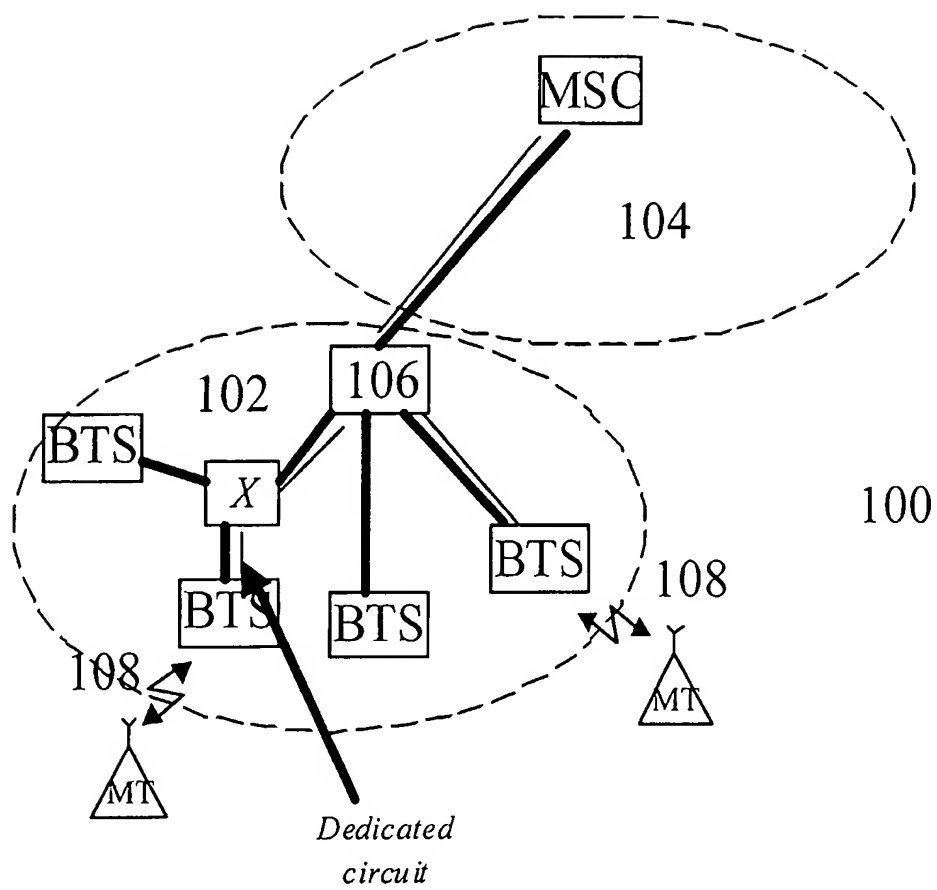 MSC
104
106
102
BTS
X
100
BTS
108
BTS
BTS
108
MT
MT
Dedicated
circuit